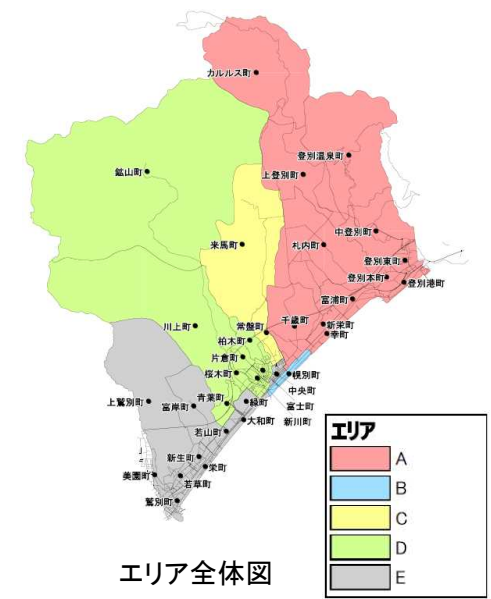 カルルス町
登別温泉町
鉱山町
上登別町
中登別町
来馬町
札内町
登別東町
登別本町
登別港町
富浦町
千歳町
川上町
常盤町
新栄町
幸町
柏木町
片倉町
桜木町
幌別町
中央町
青葉町
緑町
上鷲別町
富岸町
富士町
大和町
新川町
若山町
新生町
栄町
美園町
若草町
鷲別町
エリア
A
B
C
D
E
エリア全体図